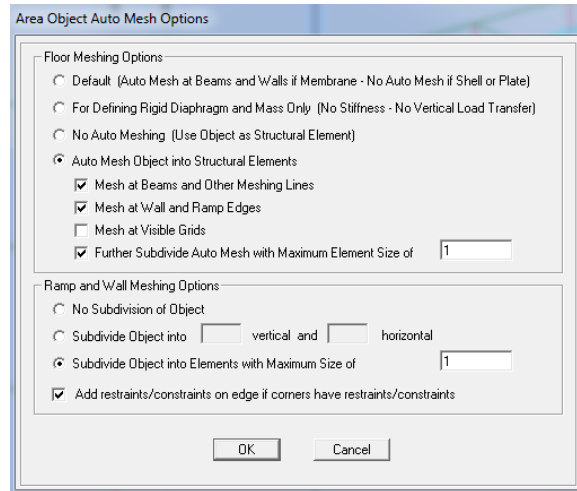 Area Object Auto Mesh Options
Floor Meshing Options
Default (Auto Mesh at Beams and Walls if Membrane - No Auto Mesh if Shell or Plate)
For Defining Rigid Diaphragm and Mass Only (No Stiffness - No Vertical Load Transfer)
No Auto Meshing (Use Object as Structural Element)
Auto Mesh Object into Structural Elements
Mesh at Beams and Other Meshing Lines
Mesh at Wall and Ramp Edges
Mesh at Visible Grids
Further Subdivide Auto Mesh with Maximum Element Size of 1
Ramp and Wall Meshing Options
No Subdivision of Object
Subdivide Object into vertical and horizontal
Subdivide Object into Elements with Maximum Size of 1
Add restraints/constraints on edge if corners have restraints/constraints
OK Cancel